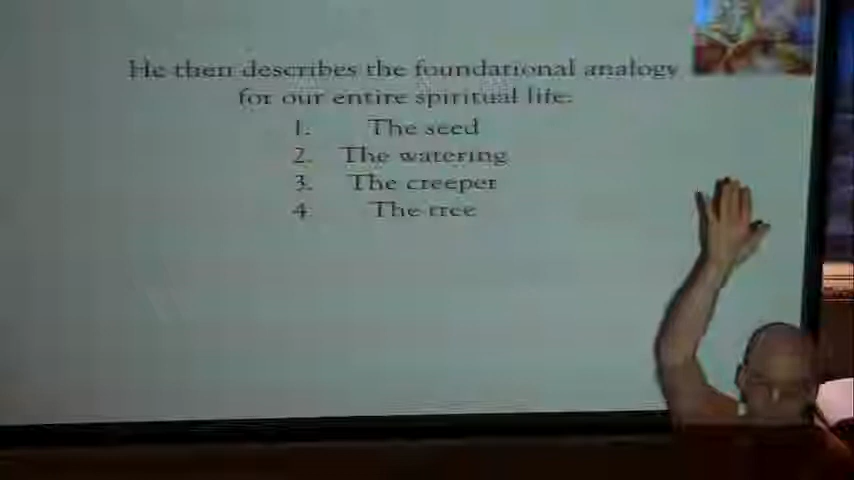 He then describes the foundational analogy
for our entire spiritual life:
1. The seed
2. The watering
3. The creeper
4. The tree